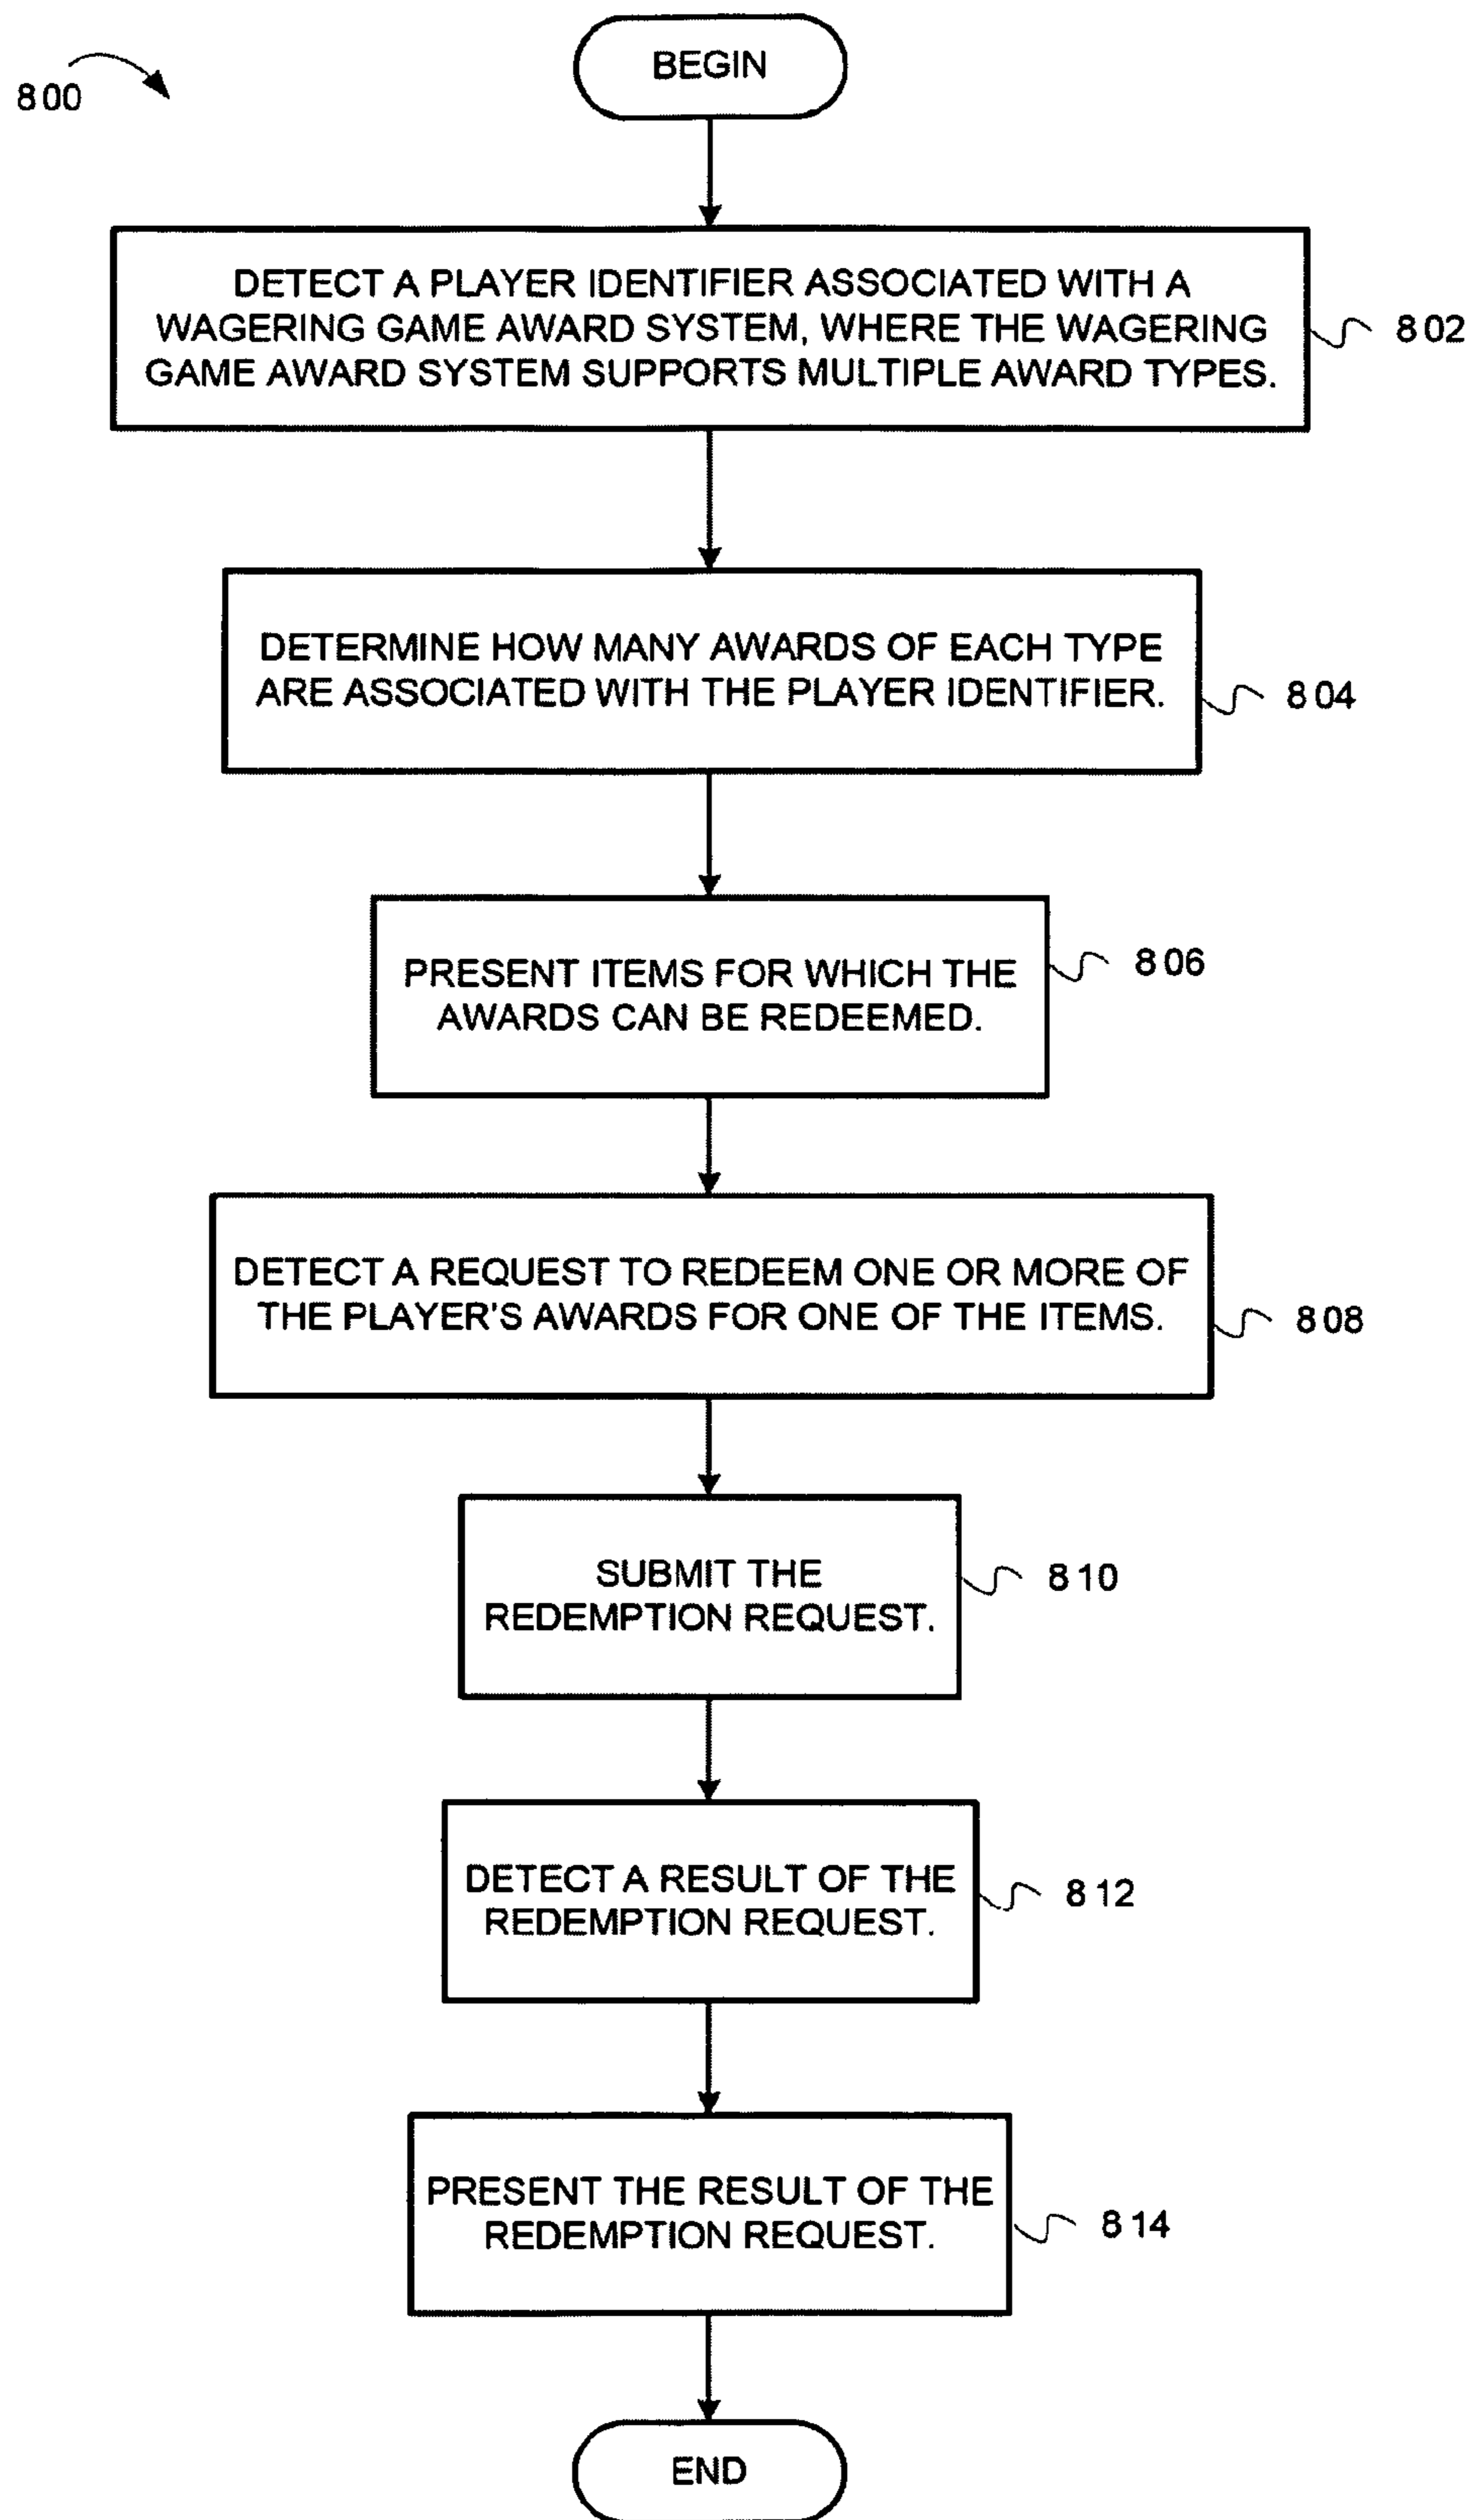 BEGIN
800
DETECT A PLAYER IDENTIFIER ASSOCIATED WITH A
WAGERING GAME AWARD SYSTEM, WHERE THE WAGERING
GAME AWARD SYSTEM SUPPORTS MULTIPLE AWARD TYPES.
802
DETERMINE HOW MANY AWARDS OF EACH TYPE
ARE ASSOCIATED WITH THE PLAYER IDENTIFIER.
804
PRESENT ITEMS FOR WHICH THE
AWARDS CAN BE REDEEMED.
806
DETECT A REQUEST TO REDEEM ONE OR MORE OF
THE PLAYER'S AWARDS FOR ONE OF THE ITEMS.
808
SUBMIT THE
REDEMPTION REQUEST.
810
DETECT A RESULT OF THE
REDEMPTION REQUEST.
812
PRESENT THE RESULT OF THE
REDEMPTION REQUEST.
814
END